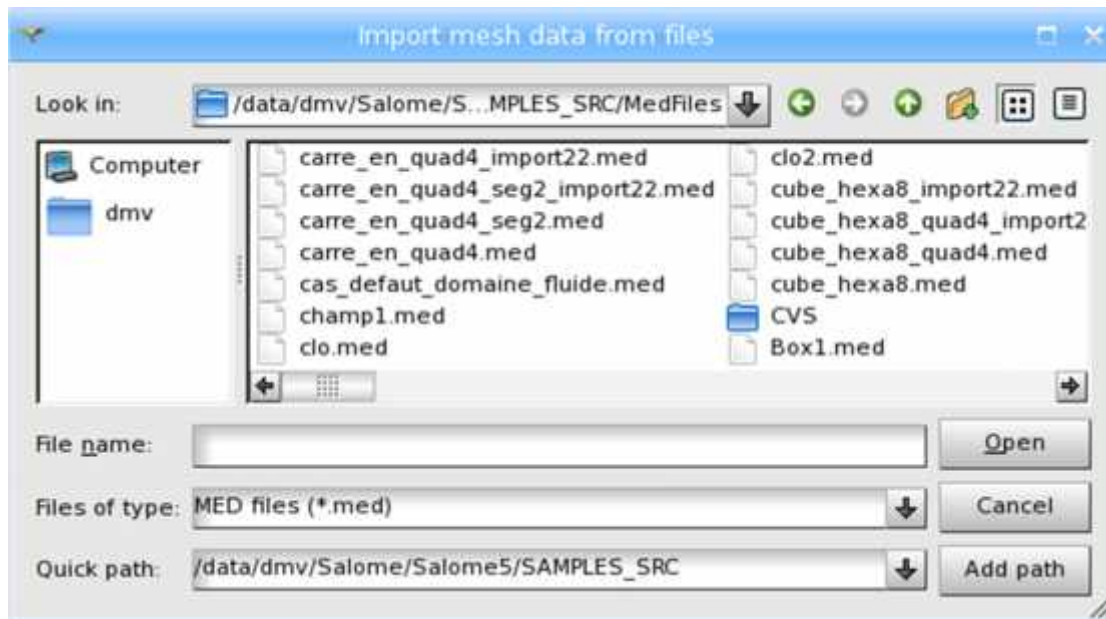 Import mesh data from files
Look in: /data/dmv/Salome/S...MPLES_SRC/MedFiles
Computer
dmv
carre_en_quad4_import22.med
carre_en_quad4_seg2_import22.med
carre_en_quad4_seg2.med
carre_en_quad4.med
cas_defaut_domaine_fluide.med
champ1.med
clo.med
clo2.med
cube_hexa8_import22.med
cube_hexa8_quad4_import2
cube_hexa8_quad4.med
cube_hexa8.med
CVS
Box1.med
File name:
Open
Files of type: MED files (*.med)
Cancel
Quick path: /data/dmv/Salome/Salome5/SAMPLES_SRC
Add path